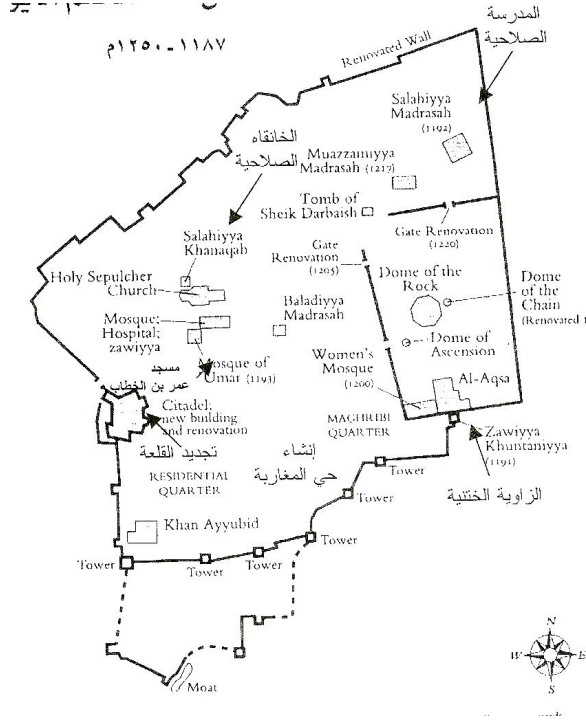 ١١٨٧-١٢٥٠م
المدرسة
الصلاحية
Renovated Wall
Salahiyya
Madrasah
(1192)
الخانقاه
الصلاحية
Muazzamiyya
Madrasah (1217)
Tomb of
Sheik Darbaish
Gate Renovation
(1220)
Salahiyya
Khanaqah
Gate
Renovation
(1205)
Holy Sepulcher
Church
Dome of the
Rock
Dome
of the
Chain
(Renovated
Mosque;
Hospital;
zawiyya
Baladiyya
Madrasah
Dome of
Ascension
Mosque of
Umar (1193)
مسجد
عمر بن الخطاب
Women's
Mosque
(1200)
Al-Aqsa
Citadel;
new building
and renovation
MAGHRIBI
QUARTER
Zawiyya
Khuntaniyya
(1191)
تجديد القلعة
إنشاء
حي المغاربة
RESIDENTIAL
QUARTER
Tower
الزاوية الختنية
Tower
Khan Ayyubid
Tower
Tower
Tower
Tower
Moat
N
W
E
S